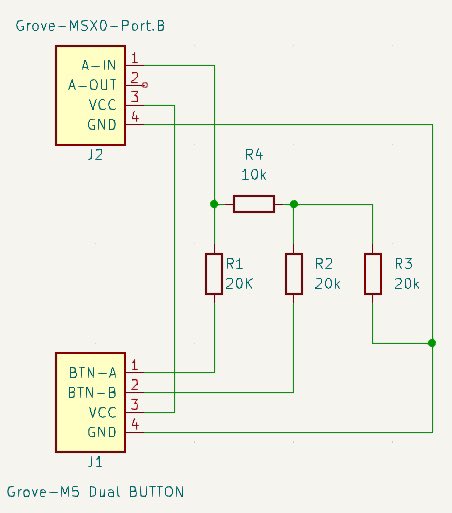 Grove-MSX0-Port.B
A-IN 1
A-OUT 2
VCC 3
GND 4
J2
R4
10k
R1
20K
R2
20k
R3
20k
BTN-A 1
BTN-B 2
VCC 3
GND 4
J1
Grove-M5 Dual BUTTON